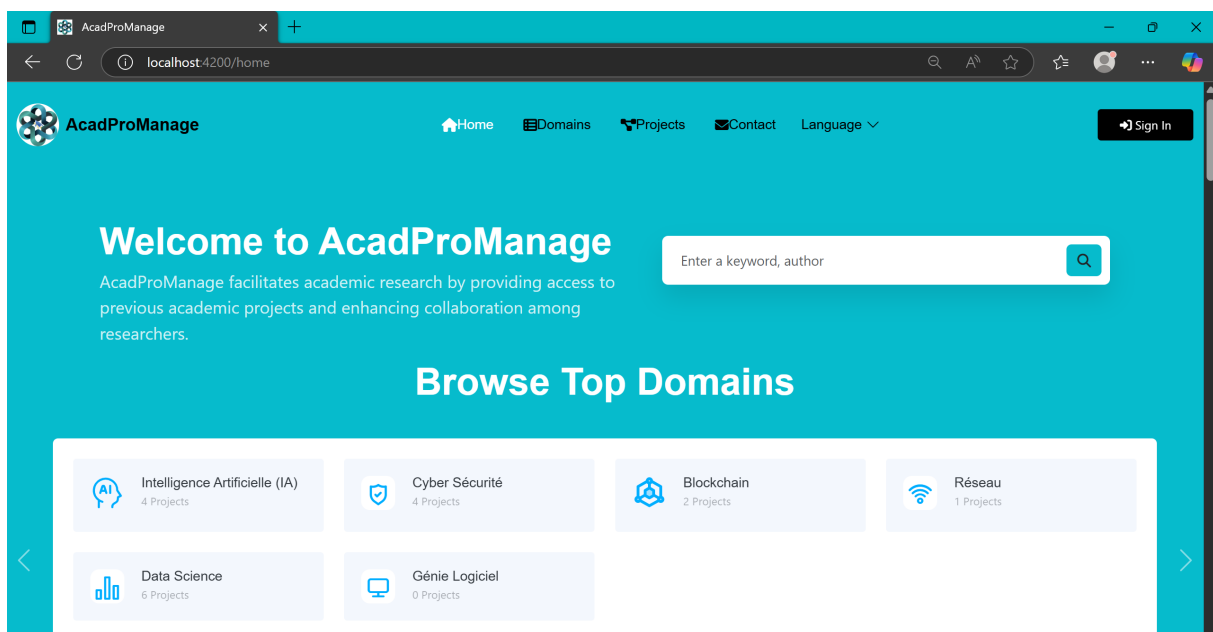 AcadProManage
localhost:4200/home
AcadProManage
Home Domains Projects Contact Language
Sign In
Welcome to AcadProManage
AcadProManage facilitates academic research by providing access to
previous academic projects and enhancing collaboration among
researchers.
Enter a keyword, author
Browse Top Domains
AI
Intelligence Artificielle (IA)
4 Projects
Cyber Sécurité
4 Projects
Blockchain
2 Projects
Réseau
1 Projects
Data Science
6 Projects
Génie Logiciel
0 Projects